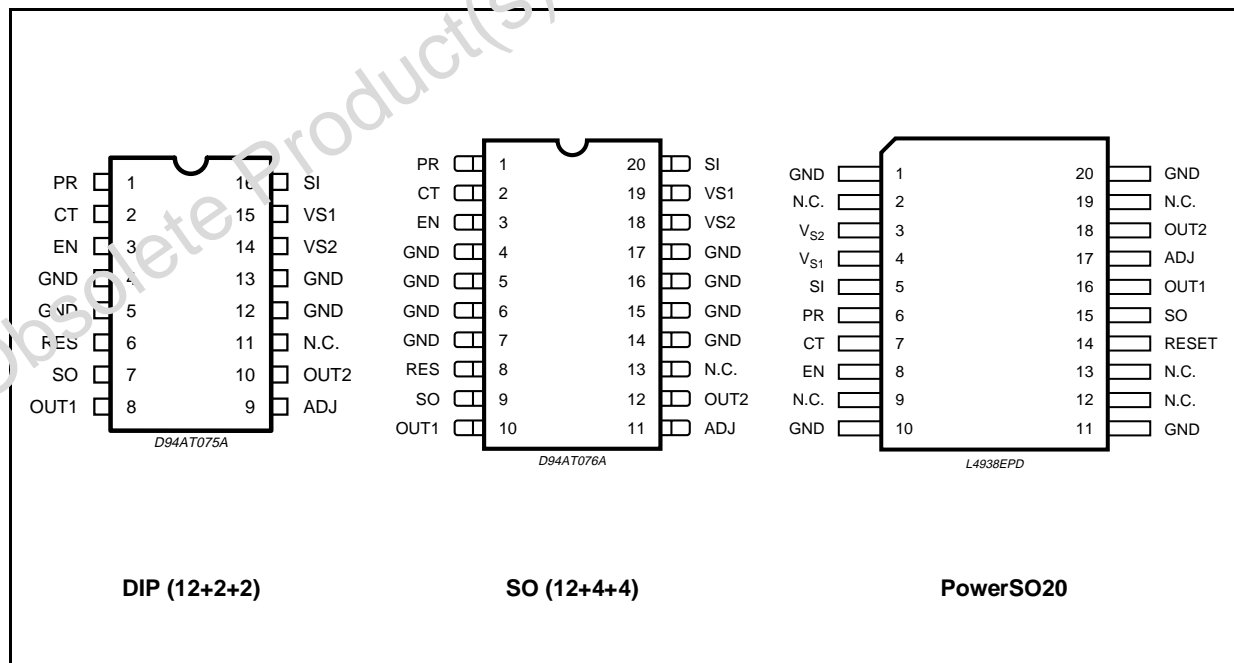 Obsolete Product(s)
PR 1 16 SI
CT 2 15 VS1
EN 3 14 VS2
GND 4 13 GND
GND 5 12 GND
RES 6 11 N.C.
SO 7 10 OUT2
OUT1 8 9 ADJ
D94AT075A
DIP (12+2+2)
PR 1 20 SI
CT 2 19 VS1
EN 3 18 VS2
GND 4 17 GND
GND 5 16 GND
GND 6 15 GND
GND 7 14 GND
RES 8 13 N.C.
SO 9 12 OUT2
OUT1 10 11 ADJ
D94AT076A
SO (12+4+4)
GND 1 20 GND
N.C. 2 19 N.C.
VS2 3 18 OUT2
VS1 4 17 ADJ
SI 5 16 OUT1
PR 6 15 SO
CT 7 14 RESET
EN 8 13 N.C.
N.C. 9 12 N.C.
GND 10 11 GND
L4938EPD
PowerSO20